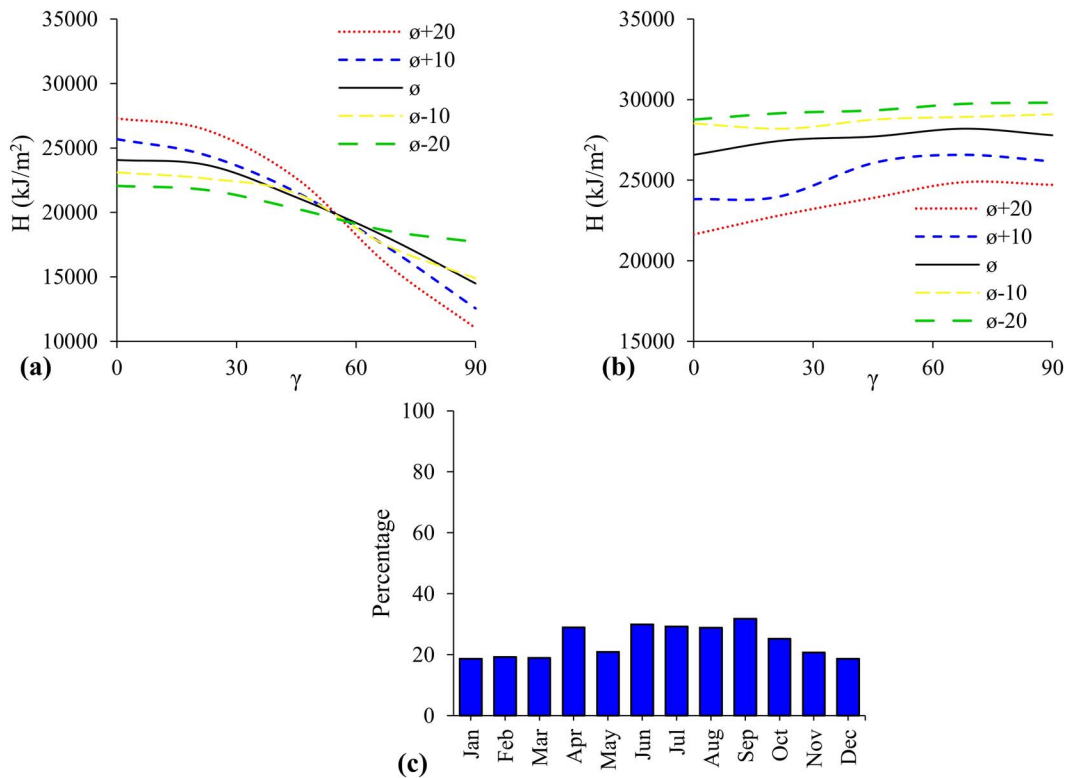 35000
30000
25000
20000
15000
10000
H (kJ/m²)
0 30 60 90
γ
ø+20
ø+10
ø
ø-10
ø-20
(a)
35000
30000
25000
20000
15000
H (kJ/m²)
0 30 60 90
γ
ø+20
ø+10
ø
ø-10
ø-20
(b)
100
80
60
40
20
0
Percentage
Jan Feb Mar Apr May Jun Jul Aug Sep Oct Nov Dec
(c)